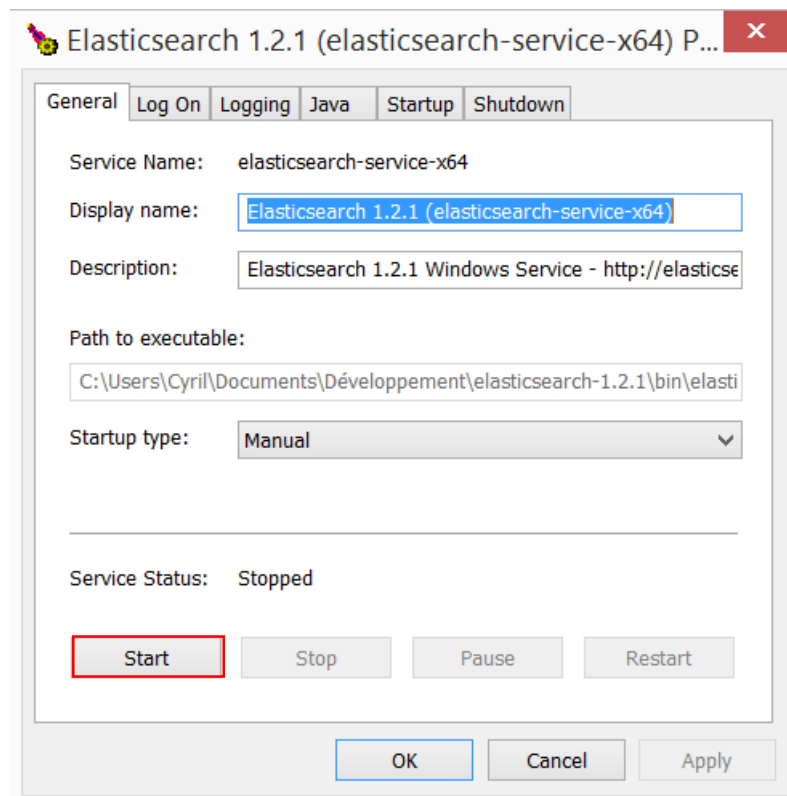 Elasticsearch 1.2.1 (elasticsearch-service-x64) P...
General Log On Logging Java Startup Shutdown
Service Name: elasticsearch-service-x64
Display name: Elasticsearch 1.2.1 (elasticsearch-service-x64)
Description: Elasticsearch 1.2.1 Windows Service - http://elasticse
Path to executable:
C:\Users\Cyril\Documents\Développement\elasticsearch-1.2.1\bin\elasti
Startup type: Manual
Service Status: Stopped
Start Stop Pause Restart
OK Cancel Apply